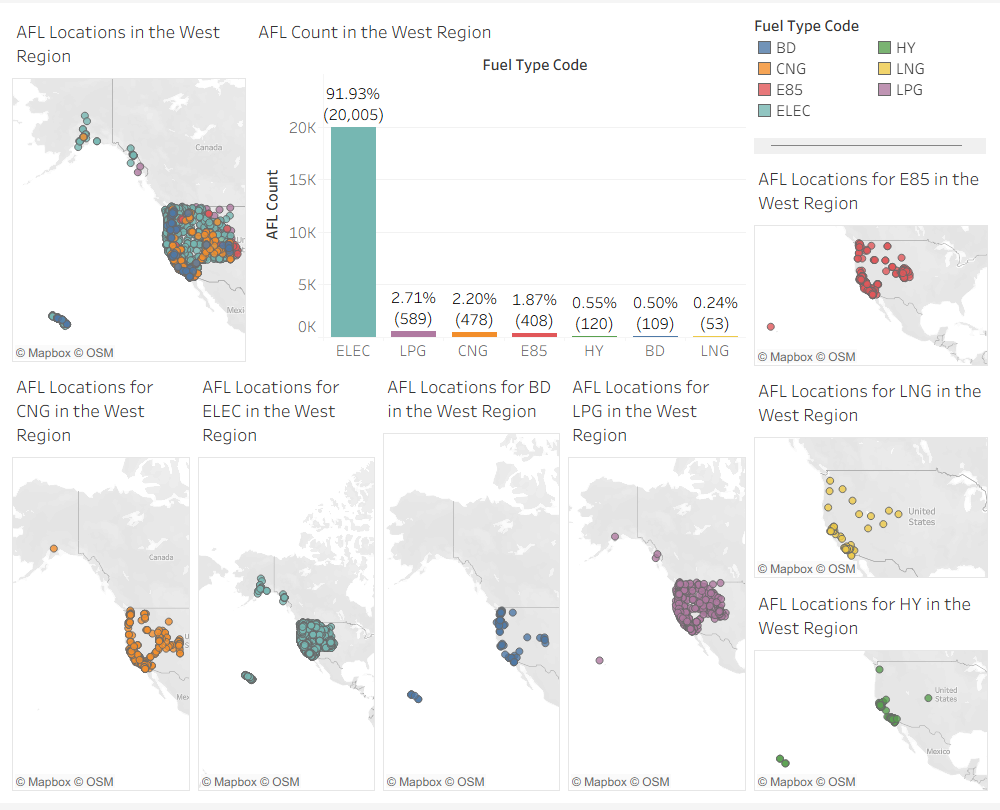 AFL Locations in the West
Region
Canada
Mexi
© Mapbox © OSM
AFL Count in the West Region
Fuel Type Code
AFL Count
20K
15K
10K
5K
0K
91.93%
(20,005)
2.71%
(589)
2.20%
(478)
1.87%
(408)
0.55%
(120)
0.50%
(109)
0.24%
(53)
ELEC
LPG
CNG
E85
HY
BD
LNG
Fuel Type Code
BD
HY
CNG
LNG
E85
LPG
ELEC
AFL Locations for E85 in the
West Region
© Mapbox © OSM
AFL Locations for
CNG in the West
Region
Canada
Mex
© Mapbox © OSM
AFL Locations for
ELEC in the West
Region
© Mapbox © OSM
AFL Locations for BD
in the West Region
© Mapbox © OSM
AFL Locations for
LPG in the West
Region
© Mapbox © OSM
AFL Locations for LNG in the
West Region
United
States
© Mapbox © OSM
AFL Locations for HY in the
West Region
United
States
Mexico
© Mapbox © OSM